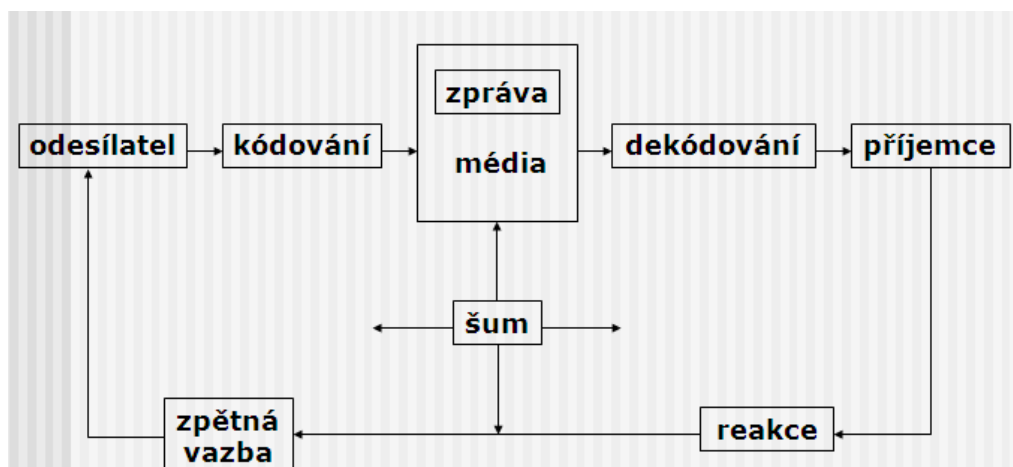 zpráva
odesílatel
kódování
média
dekódování
příjemce
šum
zpětná
vazba
reakce